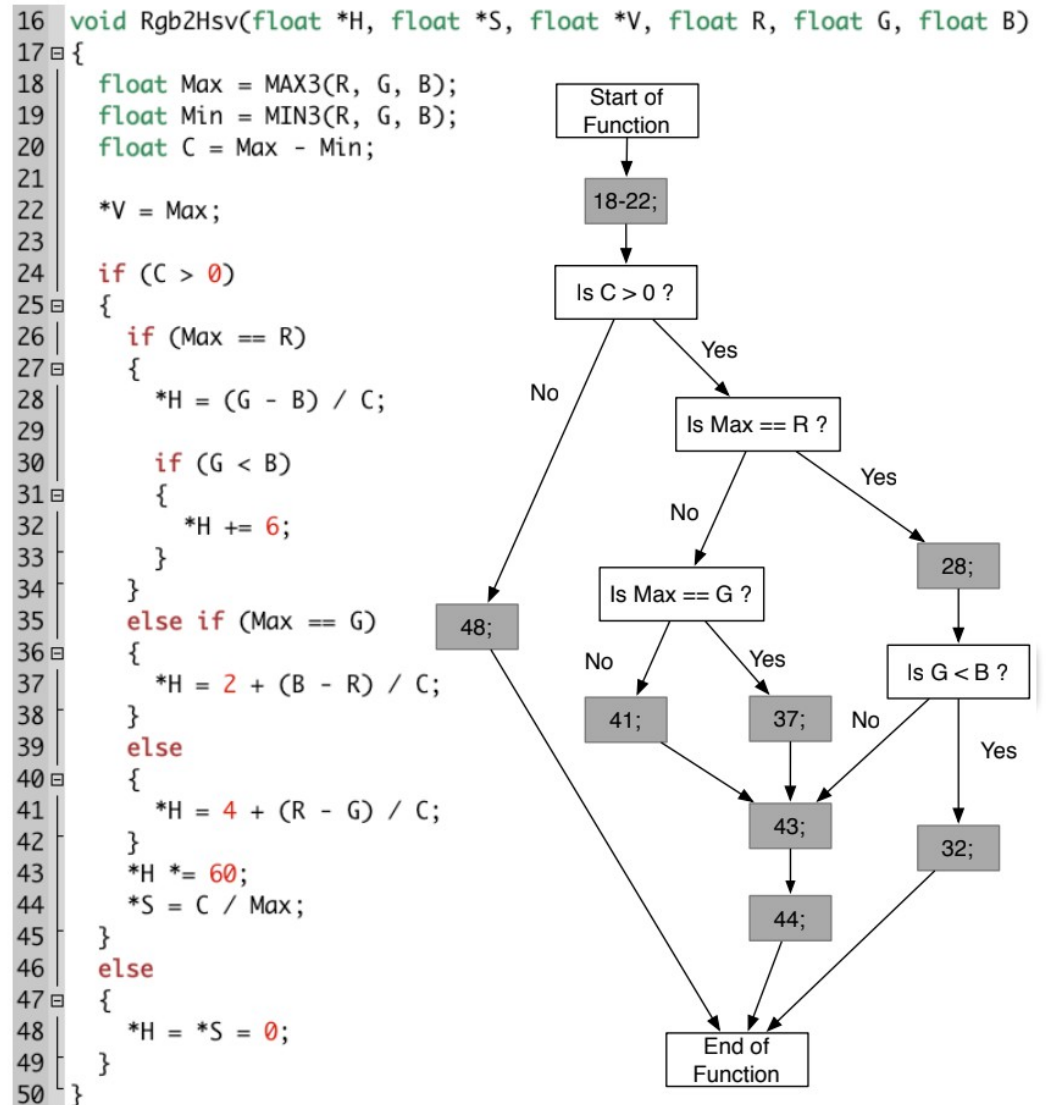 16 void Rgb2Hsv(float *H, float *S, float *V, float R, float G, float B)
17 {
18 float Max = MAX3(R, G, B);
19 float Min = MIN3(R, G, B);
20 float C = Max - Min;
21
22 *V = Max;
23
24 if (C > 0)
25 {
26 if (Max == R)
27 {
28 *H = (G - B) / C;
29
30 if (G < B)
31 {
32 *H += 6;
33 }
34 }
35 else if (Max == G)
36 {
37 *H = 2 + (B - R) / C;
38 }
39 else
40 {
41 *H = 4 + (R - G) / C;
42 }
43 *H *= 60;
44 *S = C / Max;
45 }
46 else
47 {
48 *H = *S = 0;
49 }
50 }
Start of
Function
18-22;
Is C > 0 ?
No
Yes
Is Max == R ?
No
Yes
28;
Is Max == G ?
48;
No
Yes
Is G < B ?
41;
37;
No
Yes
43;
32;
44;
End of
Function